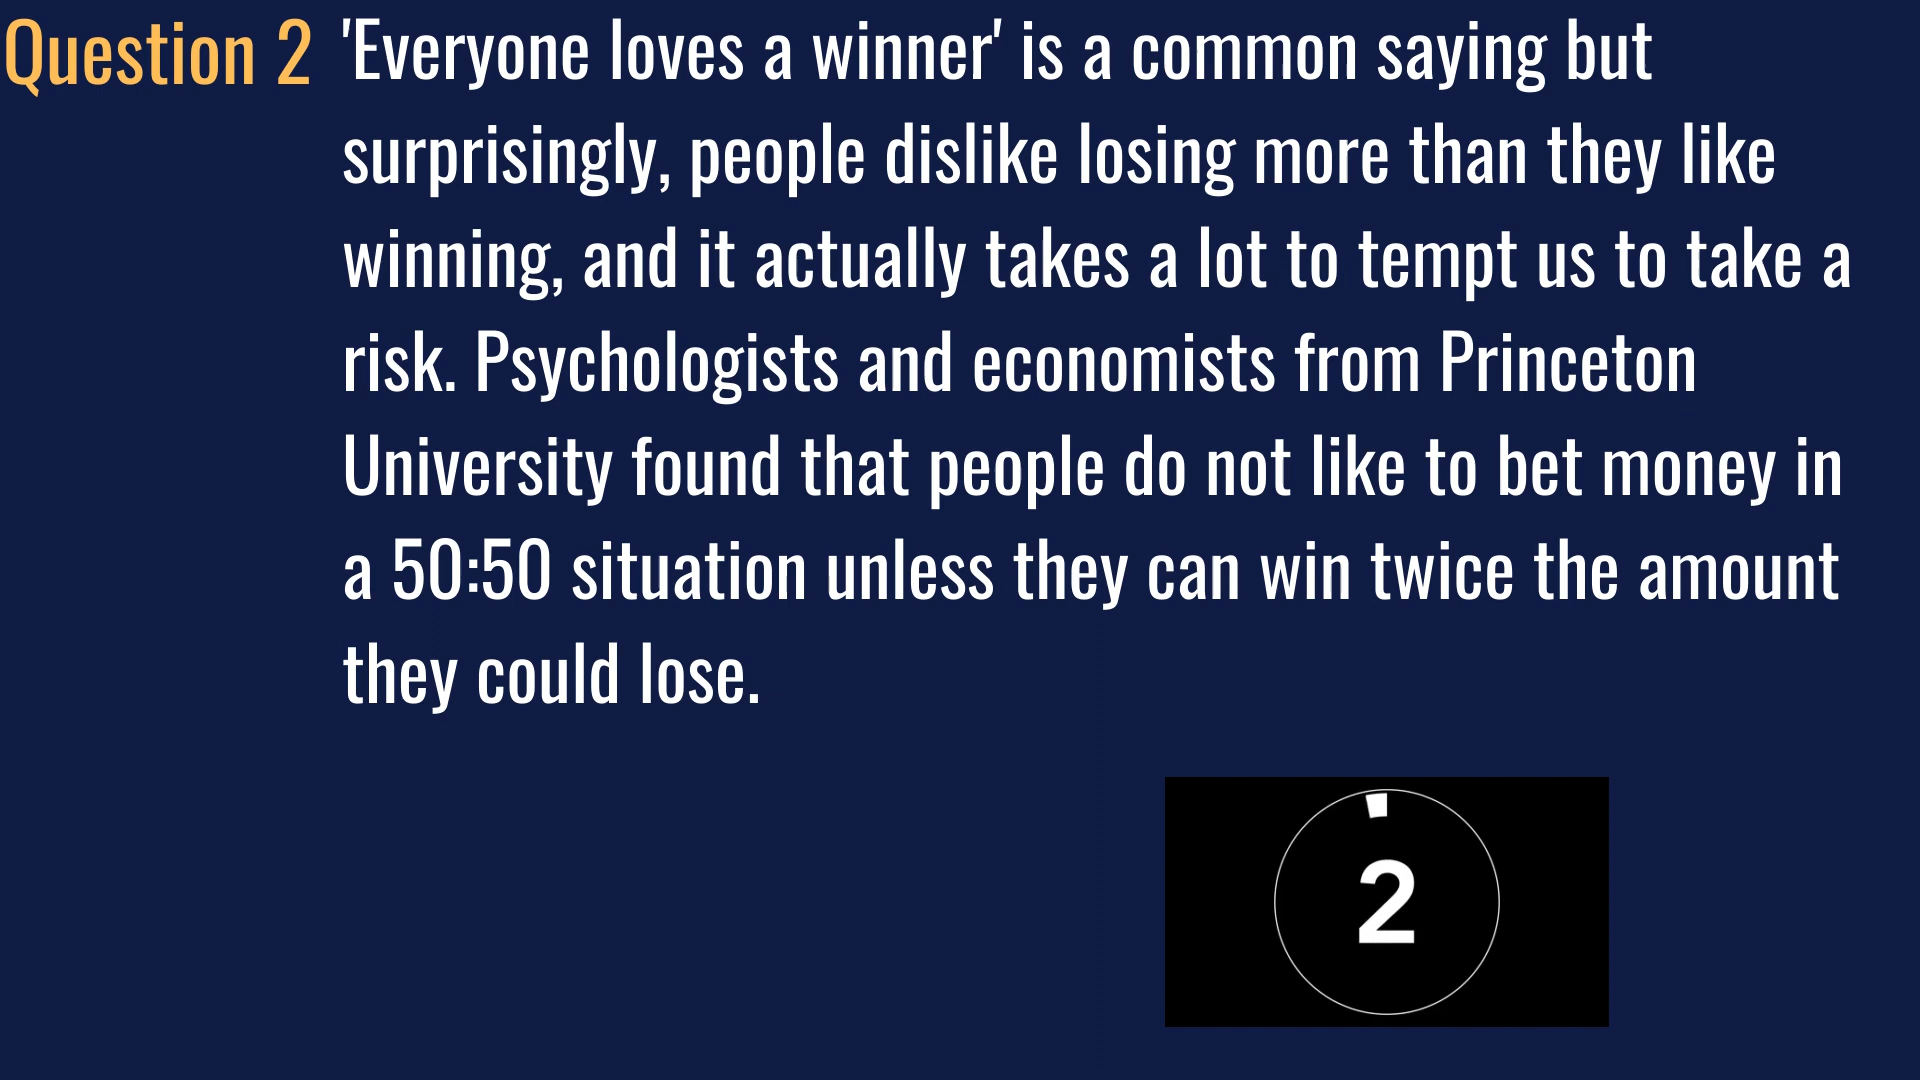 Question 2 'Everyone loves a winner' is a common saying but
surprisingly, people dislike losing more than they like
winning, and it actually takes a lot to tempt us to take a
risk. Psychologists and economists from Princeton
University found that people do not like to bet money in
a 50:50 situation unless they can win twice the amount
they could lose.
2